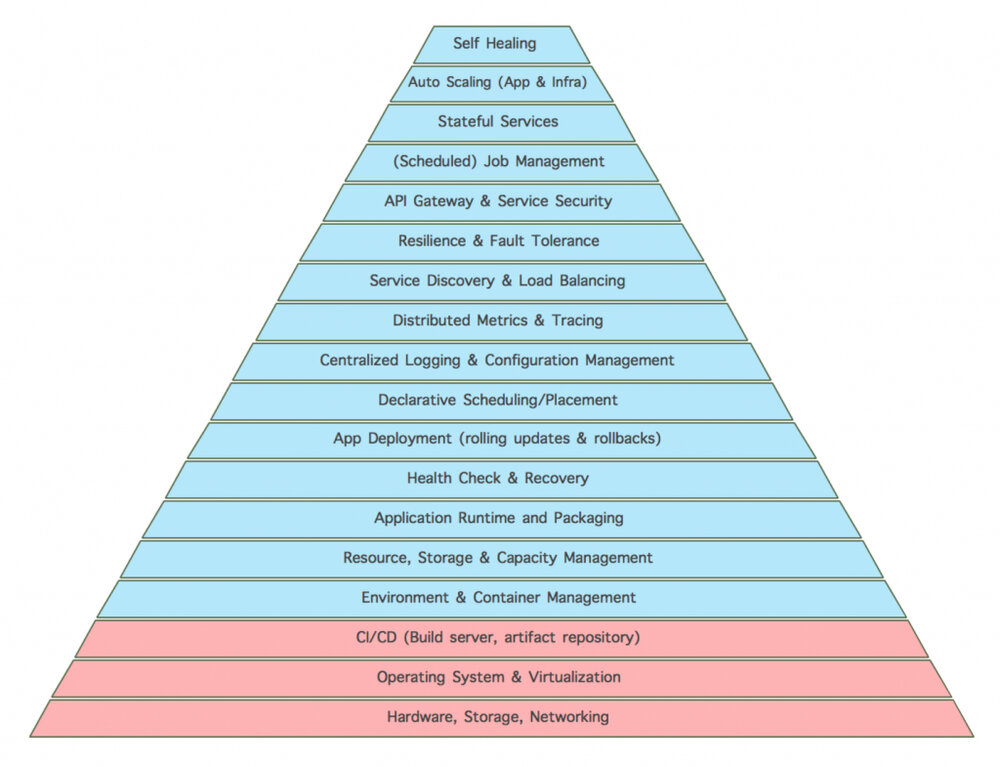 Self Healing
Auto Scaling (App & Infra)
Stateful Services
(Scheduled) Job Management
API Gateway & Service Security
Resilience & Fault Tolerance
Service Discovery & Load Balancing
Distributed Metrics & Tracing
Centralized Logging & Configuration Management
Declarative Scheduling/Placement
App Deployment (rolling updates & rollbacks)
Health Check & Recovery
Application Runtime and Packaging
Resource, Storage & Capacity Management
Environment & Container Management
CI/CD (Build server, artifact repository)
Operating System & Virtualization
Hardware, Storage, Networking